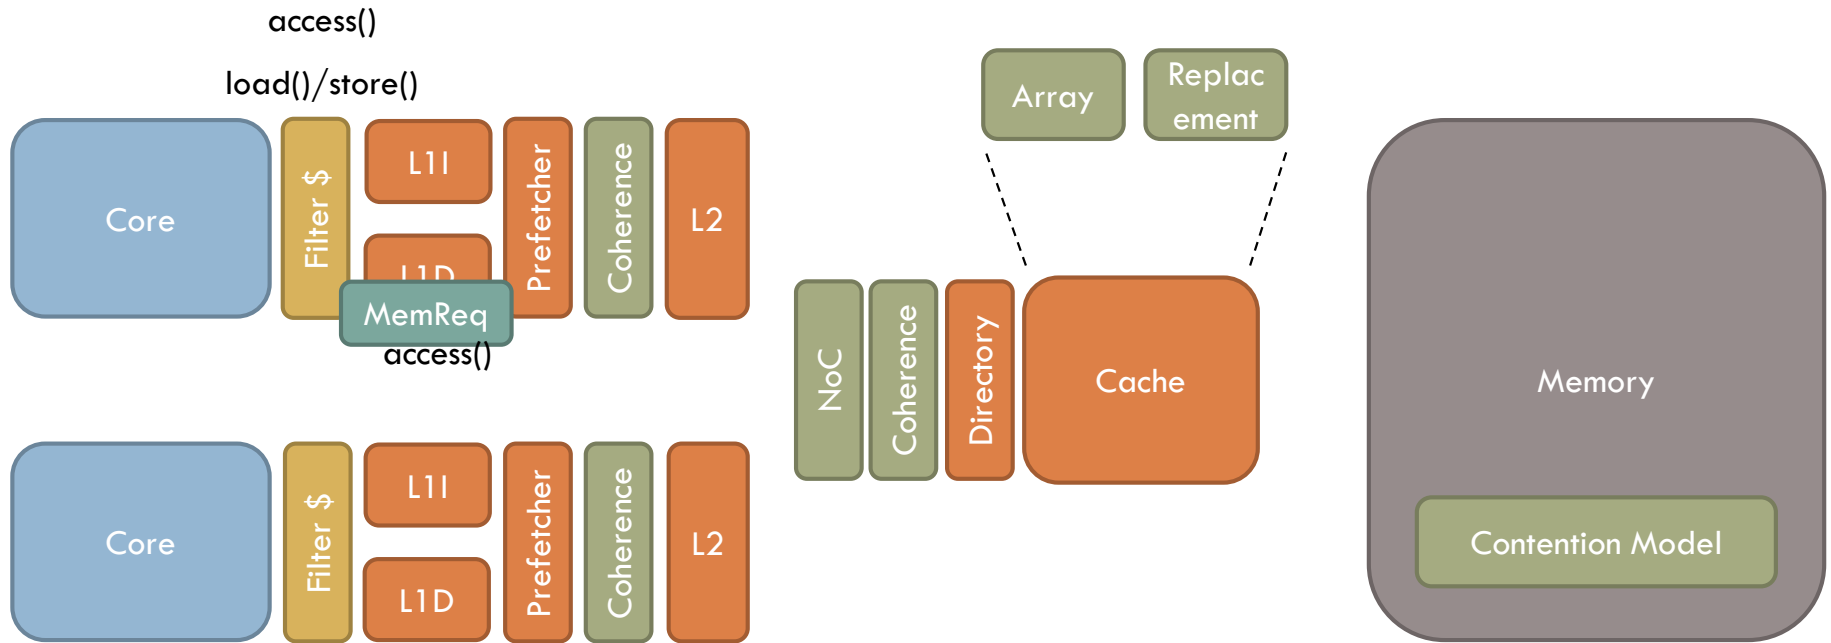 access()
load()/store()
Core
Filter $
L1I
L1D
MemReq
access()
Prefetcher
Coherence
L2
Core
Filter $
L1I
L1D
Prefetcher
Coherence
L2
NoC
Coherence
Directory
Array
Replac
ement
Cache
Memory
Contention Model